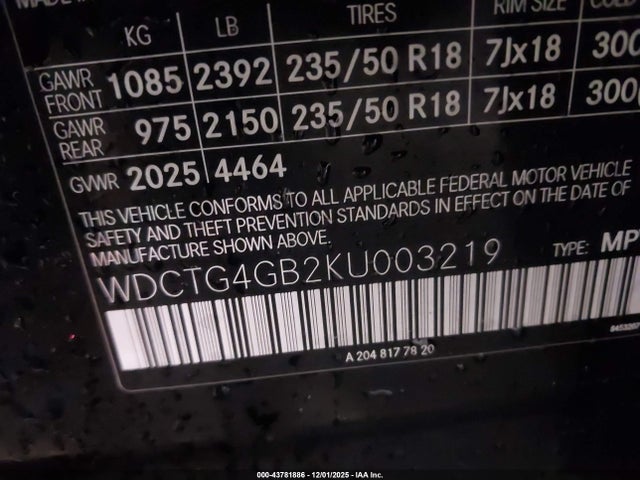 KG LB TIRES RIM SIZE
GAWR FRONT 1085 2392 235/50 R18 7Jx18 300
GAWR REAR 975 2150 235/50 R18 7Jx18 300
GVWR 2025 4464
THIS VEHICLE CONFORMS TO ALL APPLICABLE FEDERAL MOTOR VEHICLE
SAFETY AND THEFT PREVENTION STANDARDS IN EFFECT ON THE DATE OF
MANUFACTURE SHOWN ABOVE.
WDCTG4GB2KU003219 TYPE: MP
A 204 817 78 20
000-43781886 - 12/01/2025 - IAA Inc.